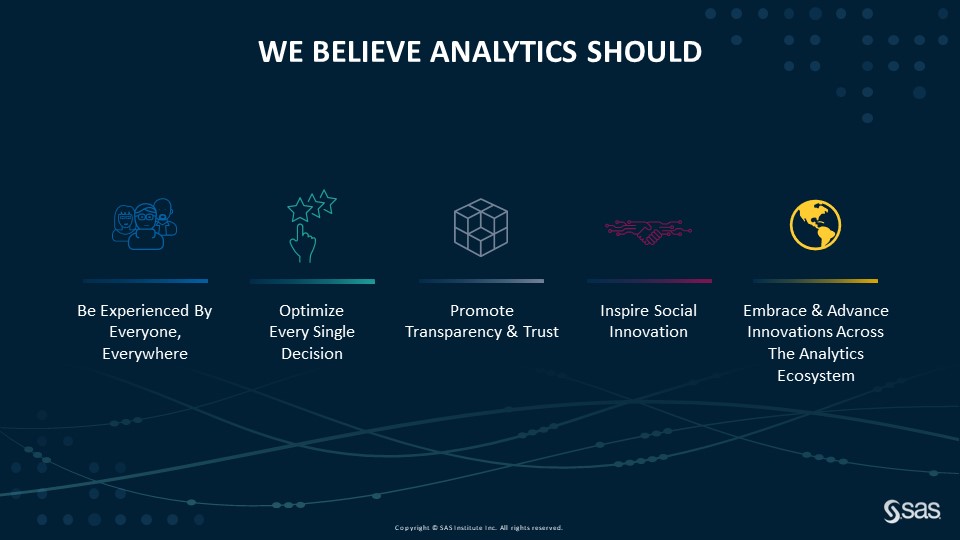 WE BELIEVE ANALYTICS SHOULD
Be Experienced By
Everyone,
Everywhere
Optimize
Every Single
Decision
Promote
Transparency & Trust
Inspire Social
Innovation
Embrace & Advance
Innovations Across
The Analytics
Ecosystem
Copyright © SAS Institute Inc. All rights reserved.
sas